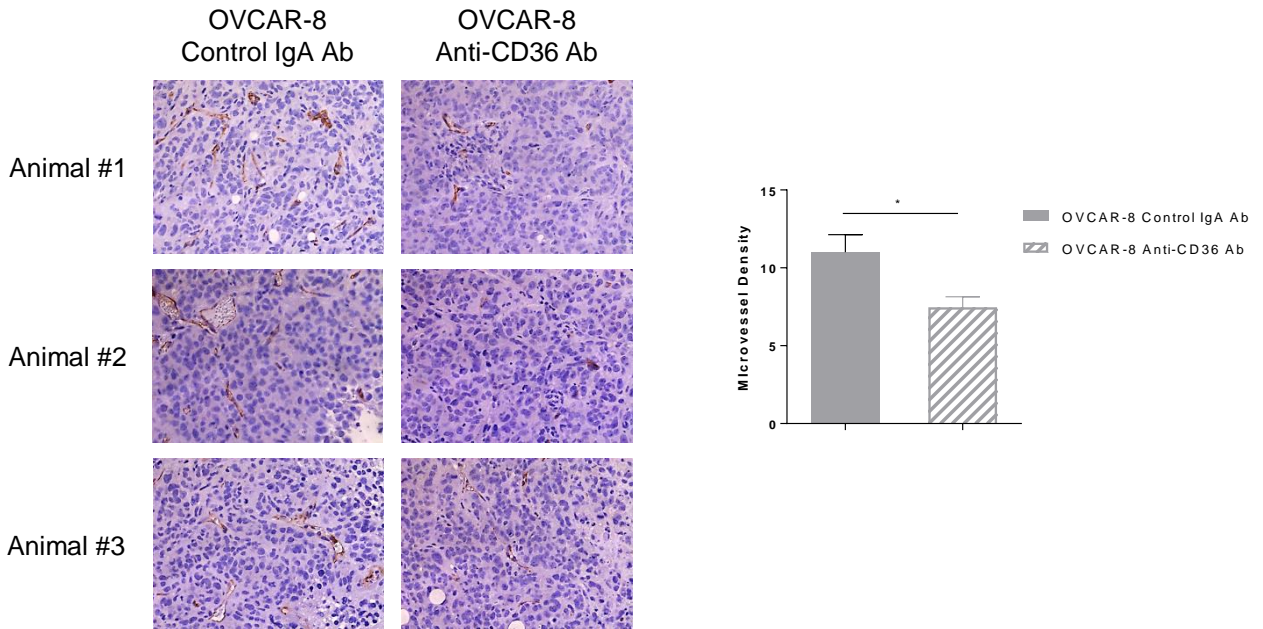 OVCAR-8
Control IgA Ab
OVCAR-8
Anti-CD36 Ab
Animal #1
Animal #2
Animal #3
MIcrovessel Density
15
10
5
0
*
OVCAR-8 Control IgA Ab
OVCAR-8 Anti-CD36 Ab